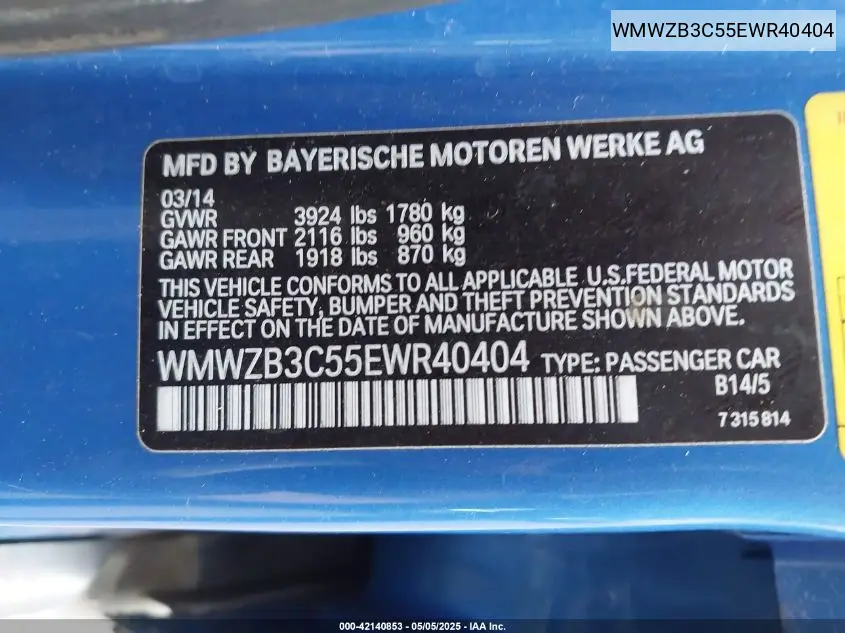 WMWZB3C55EWR40404
MFD BY BAYERISCHE MOTOREN WERKE AG
03/14
GVWR 3924 lbs 1780 kg
GAWR FRONT 2116 lbs 960 kg
GAWR REAR 1918 lbs 870 kg
THIS VEHICLE CONFORMS TO ALL APPLICABLE U.S.FEDERAL MOTOR
VEHICLE SAFETY, BUMPER AND THEFT PREVENTION STANDARDS
IN EFFECT ON THE DATE OF MANUFACTURE SHOWN ABOVE.
WMWZB3C55EWR40404 TYPE: PASSENGER CAR
B14/5
7315814
000-42140853 - 05/05/2025 - IAA Inc.